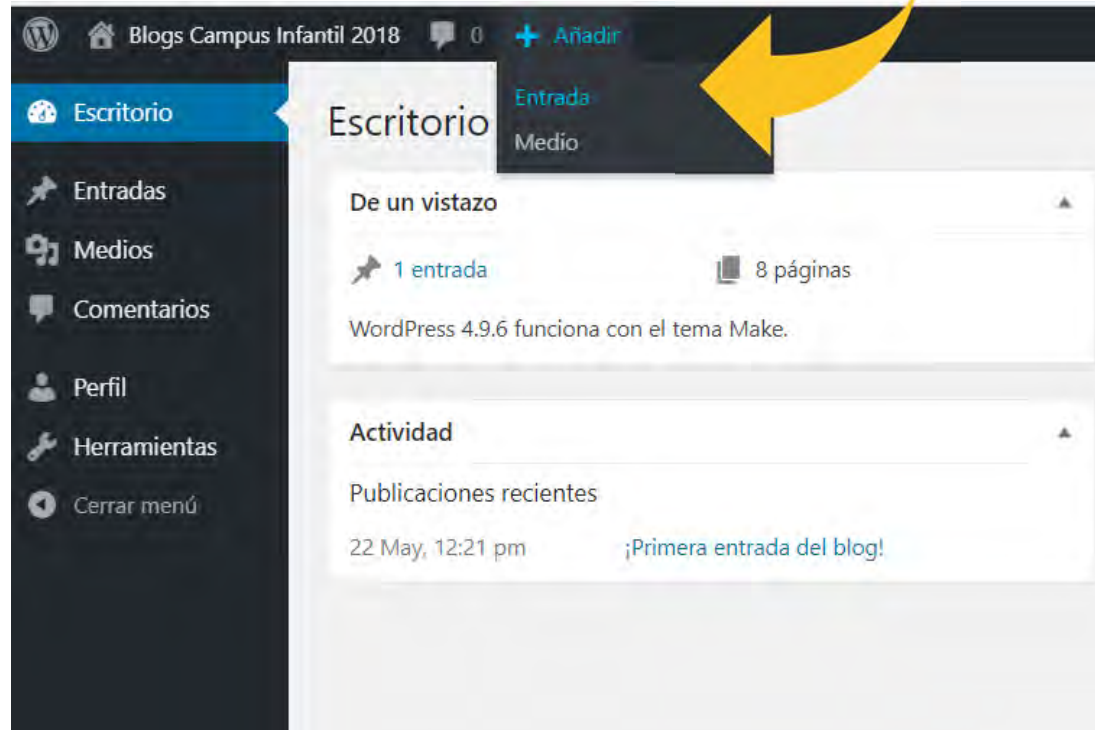 Blogs Campus Infantil 2018 0 + Añadir
Entrada
Medio
Escritorio
Entradas
Medios
Comentarios
Perfil
Herramientas
Cerrar menú
Escritorio
De un vistazo
1 entrada 8 páginas
WordPress 4.9.6 funciona con el tema Make.
Actividad
Publicaciones recientes
22 May, 12:21 pm ¡Primera entrada del blog!